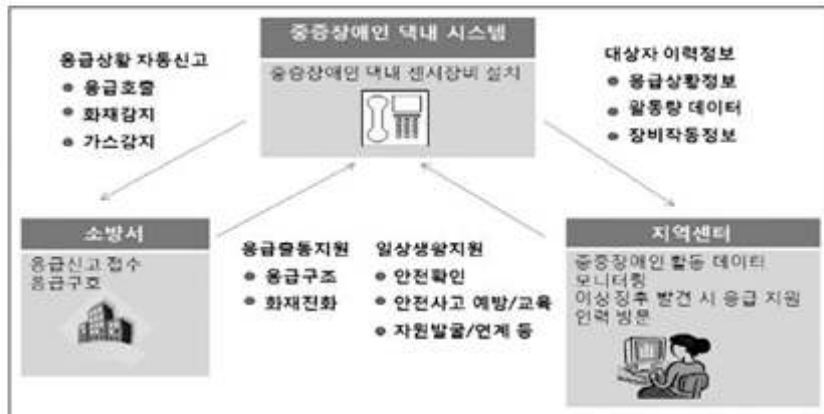 중증장애인 댁내 시스템
중증장애인 댁내 센서장비 설치
응급상황 자동신고
응급호출
화재감지
가스감지
대상자 이력정보
응급상황정보
활동량 데이터
장비작동정보
소방서
응급신고 접수
응급구호
응급출동지원
응급구조
화재진화
일상생활지원
안전확인
안전사고 예방/교육
자원발굴/연계 등
지역센터
중증장애인 활동 데이터
모니터링
이상징후 발견 시 응급 지원
인력 방문